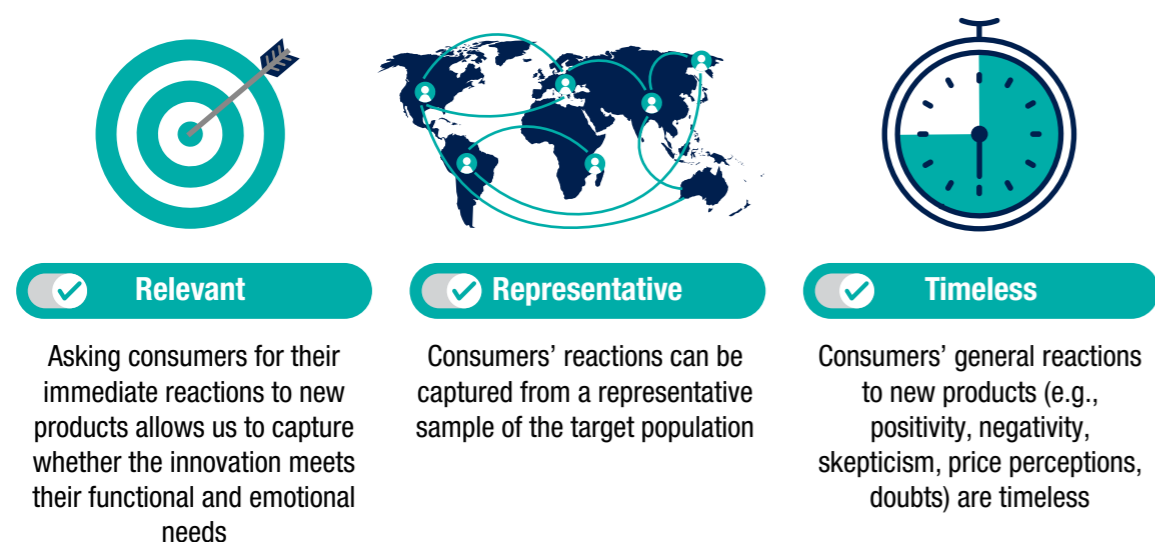 Relevant
Asking consumers for their
immediate reactions to new
products allows us to capture
whether the innovation meets
their functional and emotional
needs
Representative
Consumers’ reactions can be
captured from a representative
sample of the target population
Timeless
Consumers’ general reactions
to new products (e.g.,
positivity, negativity,
skepticism, price perceptions,
doubts) are timeless